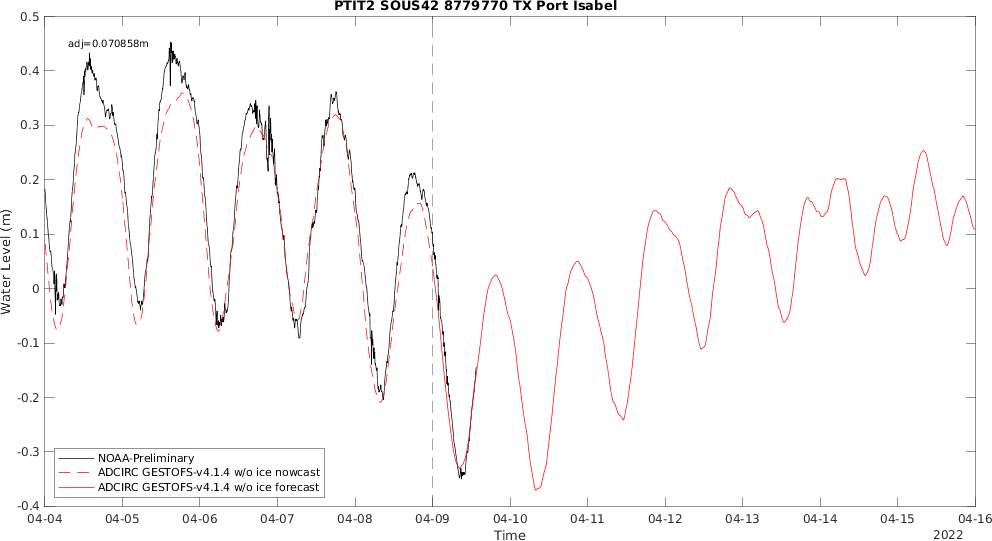 PTIT2 SOUS42 8779770 TX Port Isabel
adj=0.070858m
Water Level (m)
0.5
0.4
0.3
0.2
0.1
0
-0.1
-0.2
-0.3
-0.4
NOAA-Preliminary
ADCIRC GESTOFS-v4.1.4 w/o ice nowcast
ADCIRC GESTOFS-v4.1.4 w/o ice forecast
04-04 04-05 04-06 04-07 04-08 04-09 04-10 04-11 04-12 04-13 04-14 04-15 04-16
Time
2022